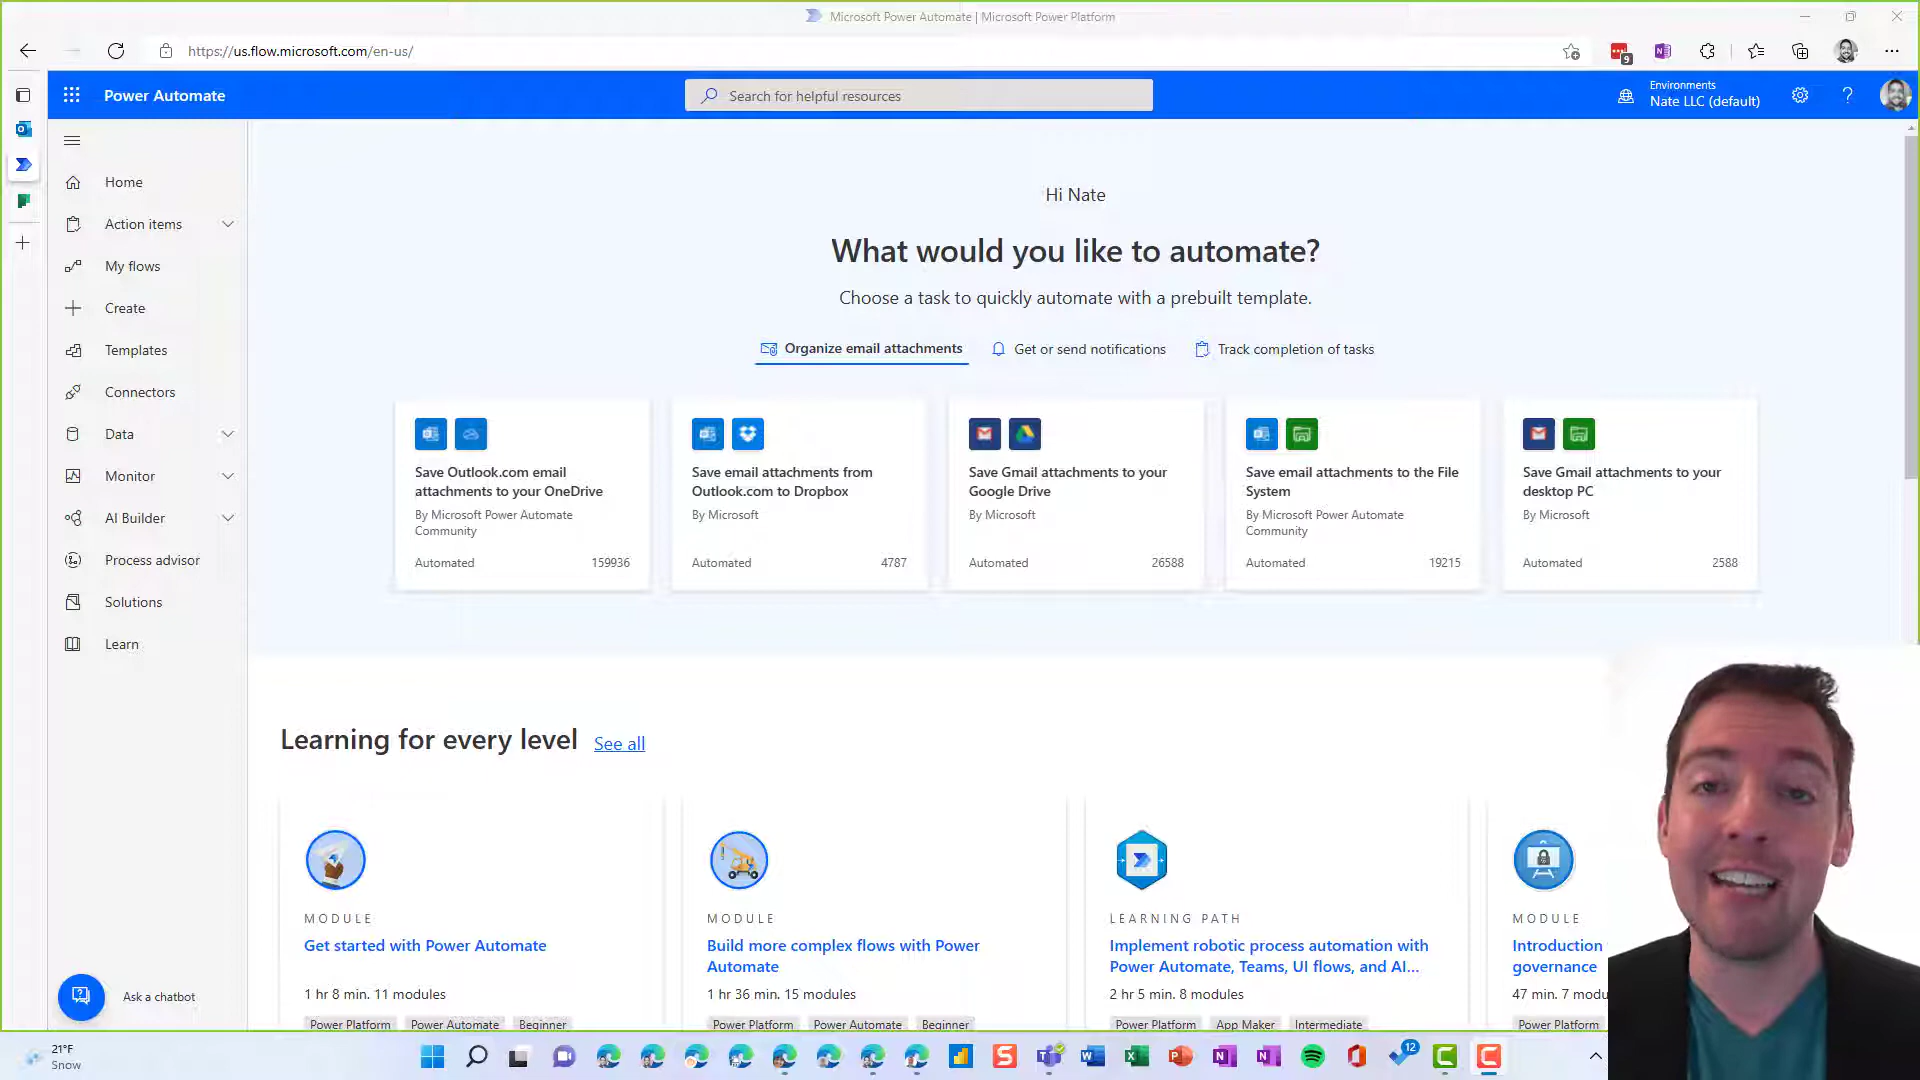 Microsoft Power Automate | Microsoft Power Platform
https://us.flow.microsoft.com/en-us/
9
Power Automate
Search for helpful resources
Environments
Nate LLC (default)
Home
Action items
My flows
Create
Templates
Connectors
Data
Monitor
AI Builder
Process advisor
Solutions
Learn
Ask a chatbot
Hi Nate
What would you like to automate?
Choose a task to quickly automate with a prebuilt template.
Organize email attachments
Get or send notifications
Track completion of tasks
Save Outlook.com email
attachments to your OneDrive
By Microsoft Power Automate
Community
Automated 159936
Save email attachments from
Outlook.com to Dropbox
By Microsoft
Automated 4787
Save Gmail attachments to your
Google Drive
By Microsoft
Automated 26588
Save email attachments to the File
System
By Microsoft Power Automate
Community
Automated 19215
Save Gmail attachments to your
desktop PC
By Microsoft
Automated 2588
Learning for every level See all
MODULE
Get started with Power Automate
1 hr 8 min. 11 modules
Power Platform Power Automate Beginner
MODULE
Build more complex flows with Power
Automate
1 hr 36 min. 15 modules
Power Platform Power Automate Beginner
LEARNING PATH
Implement robotic process automation with
Power Automate, Teams, UI flows, and AI...
2 hr 5 min. 8 modules
Power Platform App Maker Intermediate
MODULE
Introduction
governance
47 min. 7 modu
Power Platform
21°F
Snow
12